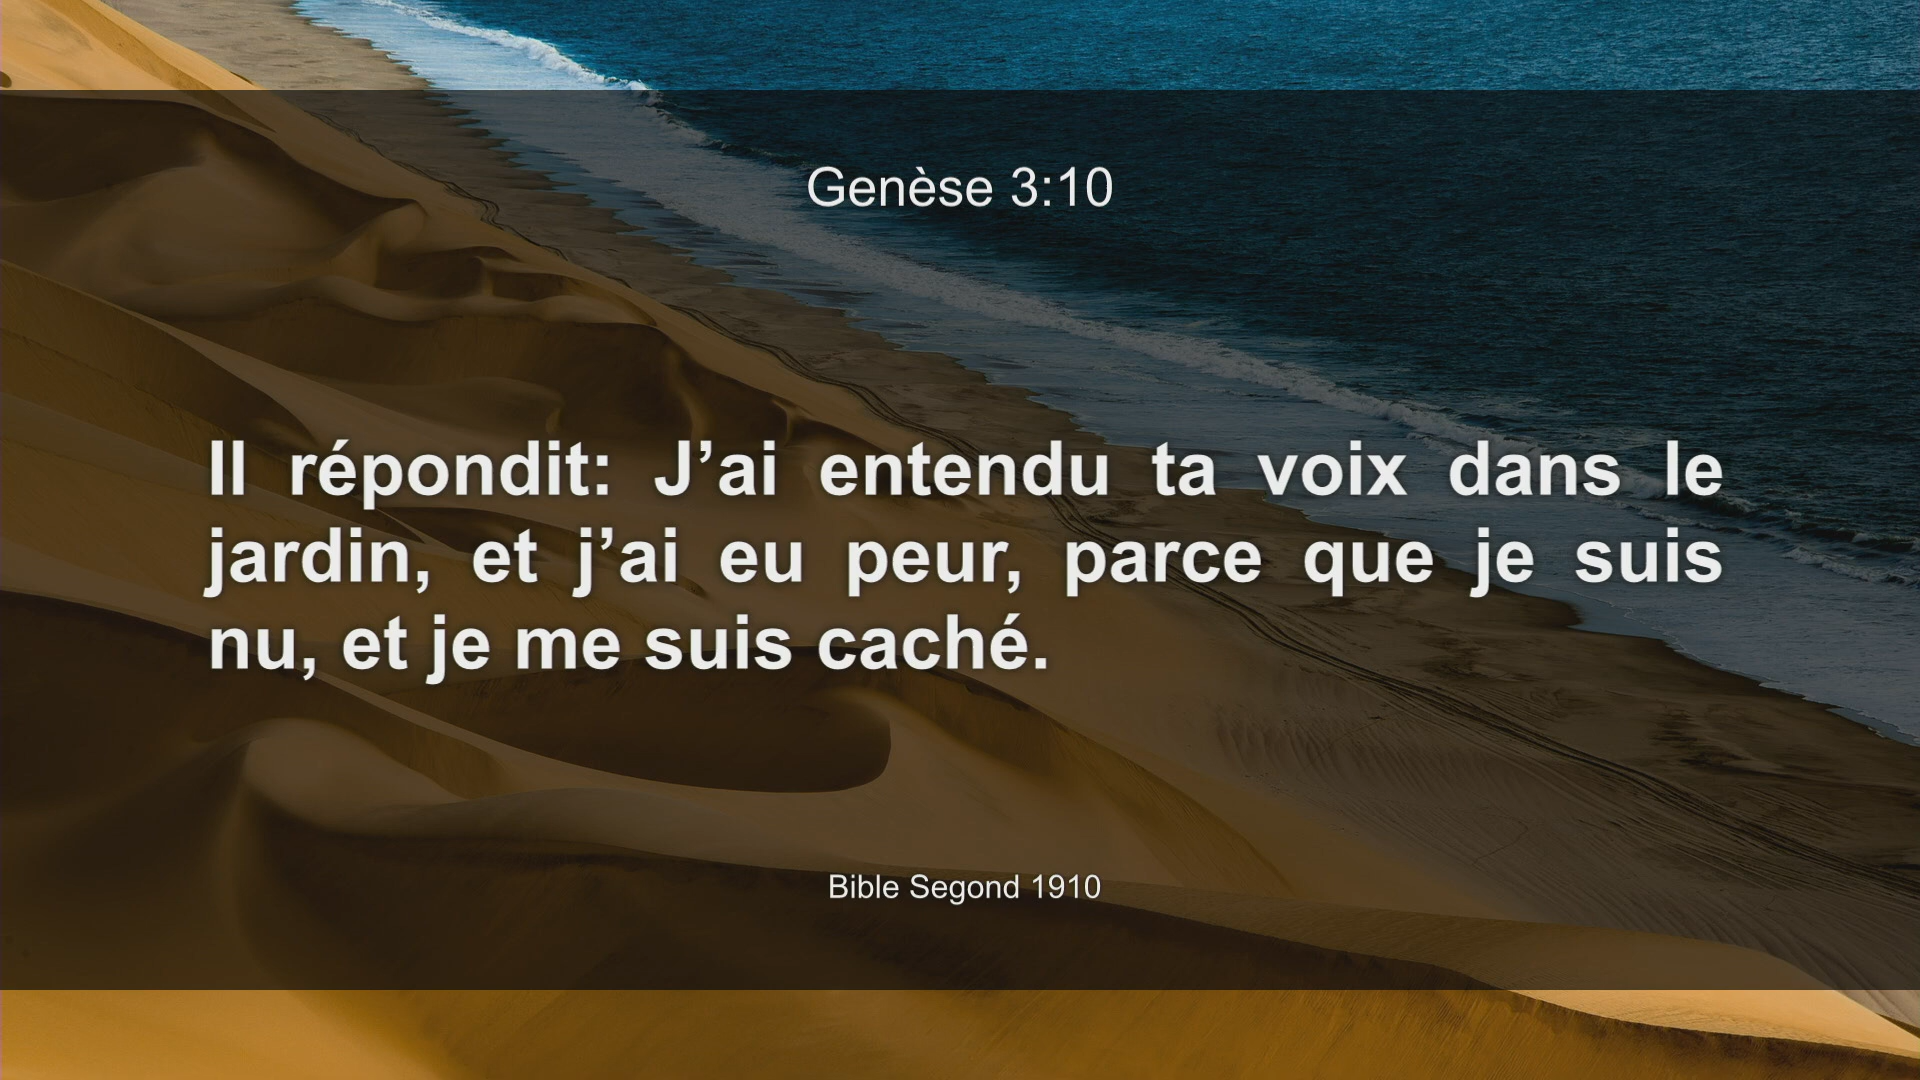 Genèse 3:10
Il répondit: J’ai entendu ta voix dans le
jardin, et j’ai eu peur, parce que je suis
nu, et je me suis caché.
Bible Segond 1910